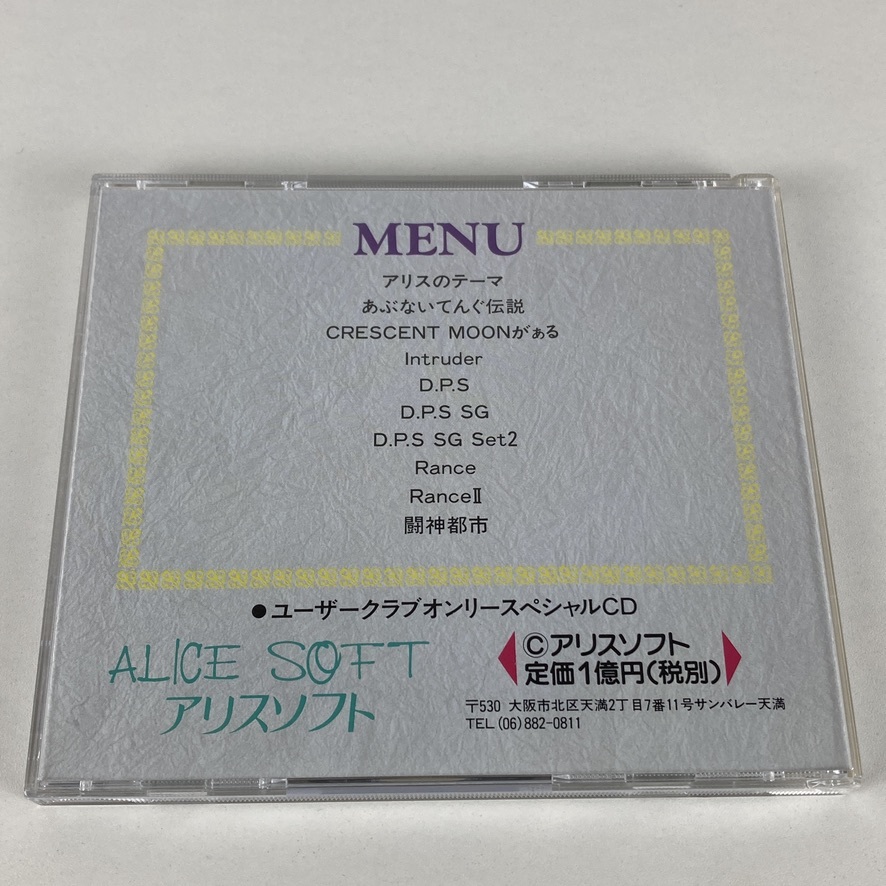 MENU
アリスのテーマ
あぶないてんぐ伝説
CRESCENT MOONがぁる
Intruder
D.P.S
D.P.S SG
D.P.S SG Set2
Rance
RanceⅡ
闘神都市
●ユーザークラブオンリースペシャルCD
ALICE SOFT
アリスソフト
©アリスソフト
定価1億円(税別)
〒530 大阪市北区天満2丁目7番11号サンバレー天満
TEL(06)882-0811